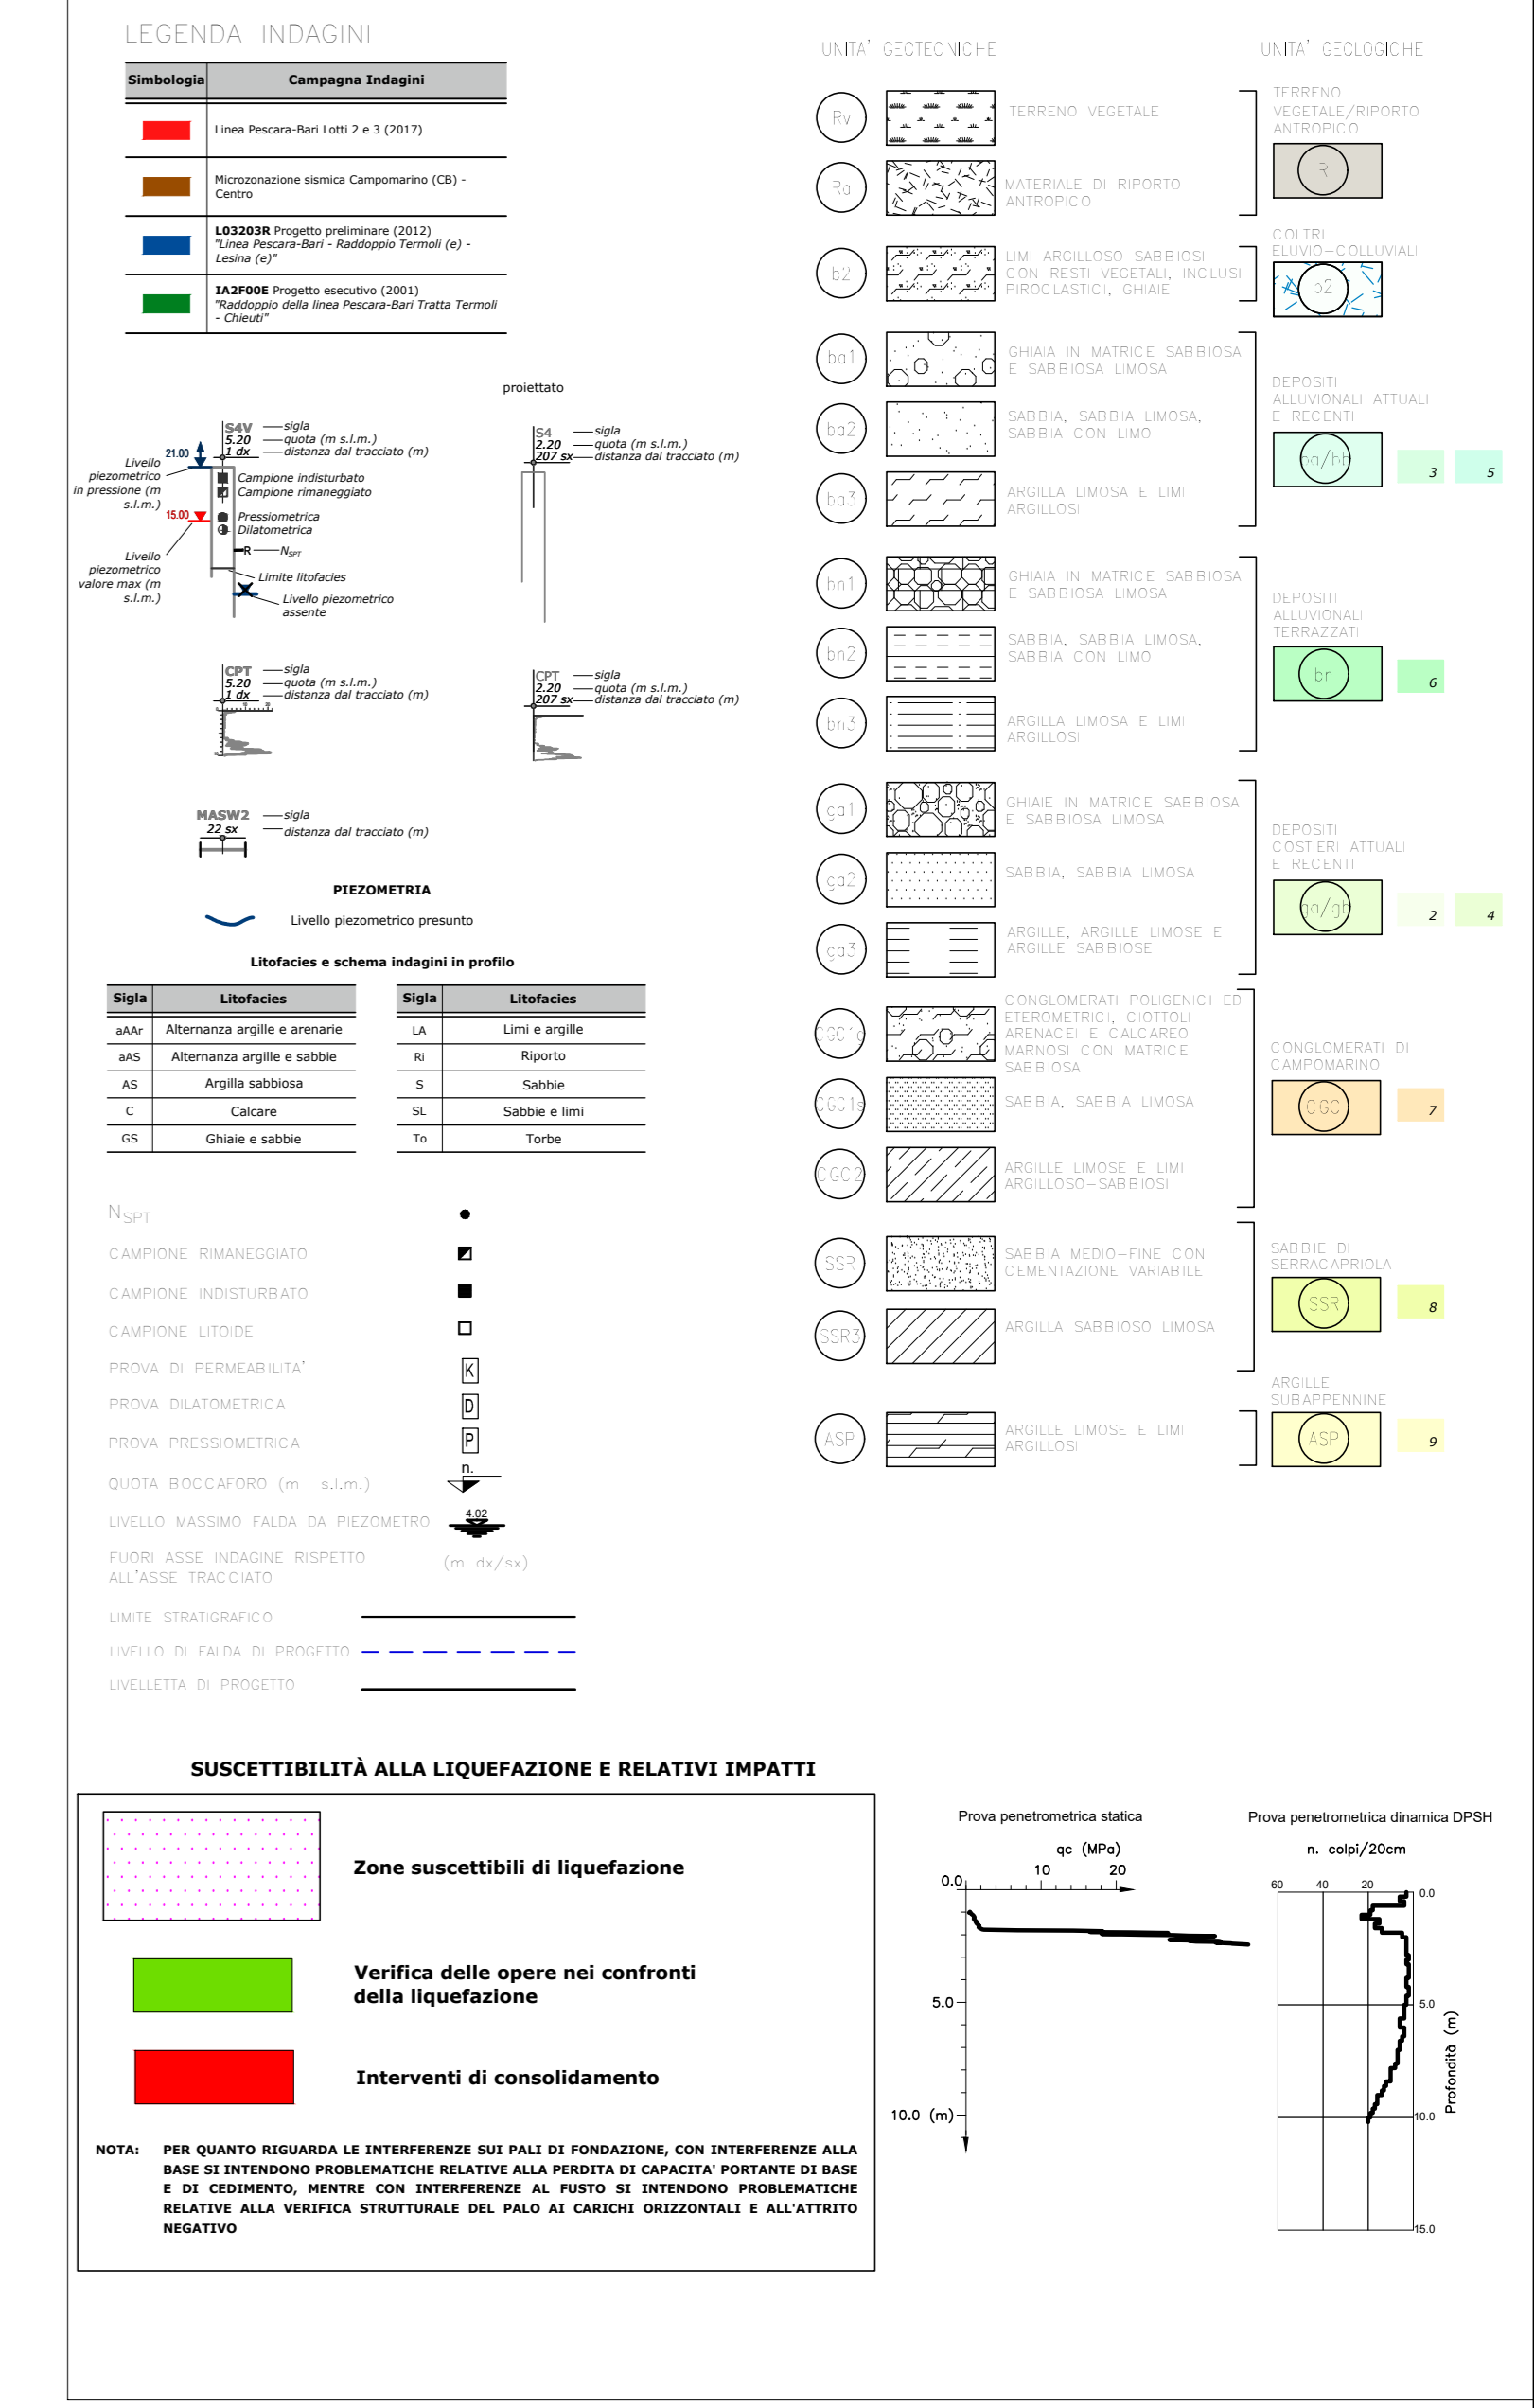 LEGENDA INDAGINI
Simbologia Campagna Indagini
Linea Pescara-Bari Lotti 2 e 3 (2017)
Microzonazione sismica Campomarino (CB) -
Centro
L03203R Progetto preliminare (2012)
"Linea Pescara-Bari - Raddoppio Termoli (e) -
Lesina (e)"
IA2F00E Progetto esecutivo (2001)
"Raddoppio della linea Pescara-Bari Tratta Termoli
- Chieuti"
proiettato
S4V sigla
5.20 quota (m s.l.m.)
1 dx distanza dal tracciato (m)
21.00
Livello
piezometrico
in pressione (m
s.l.m.)
Campione indisturbato
Campione rimaneggiato
15.00
Pressiometrica
Dilatometrica
R NSPT
Livello
piezometrico
valore max (m
s.l.m.)
Limite litofacies
Livello piezometrico
assente
S4 sigla
2.20 quota (m s.l.m.)
207 sx distanza dal tracciato (m)
CPT sigla
5.20 quota (m s.l.m.)
1 dx distanza dal tracciato (m)
CPT sigla
2.20 quota (m s.l.m.)
207 sx distanza dal tracciato (m)
MASW2 sigla
22 sx distanza dal tracciato (m)
PIEZOMETRIA
Livello piezometrico presunto
Litofacies e schema indagini in profilo
Sigla Litofacies
aAAr Alternanza argille e arenarie
aAS Alternanza argille e sabbie
AS Argilla sabbiosa
C Calcare
GS Ghiaie e sabbie
Sigla Litofacies
LA Limi e argille
Ri Riporto
S Sabbie
SL Sabbie e limi
To Torbe
NSPT
CAMPIONE RIMANEGGIATO
CAMPIONE INDISTURBATO
CAMPIONE LITOIDE
PROVA DI PERMEABILITA' K
PROVA DILATOMETRICA D
PROVA PRESSIOMETRICA P
QUOTA BOCCAFORO (m s.l.m.) n.
LIVELLO MASSIMO FALDA DA PIEZOMETRO 4.02
FUORI ASSE INDAGINE RISPETTO
ALL'ASSE TRACCIATO
(m dx/sx)
LIMITE STRATIGRAFICO
LIVELLO DI FALDA DI PROGETTO
LIVELLETTA DI PROGETTO
UNITA' GEOTECNICHE
Rv TERRENO VEGETALE
Ra MATERIALE DI RIPORTO
ANTROPICO
b2 LIMI ARGILLOSO SABBIOSI
CON RESTI VEGETALI, INCLUSI
PIROCLASTICI, GHIAIE
ba1 GHIAIA IN MATRICE SABBIOSA
E SABBIOSA LIMOSA
ba2 SABBIA, SABBIA LIMOSA,
SABBIA CON LIMO
ba3 ARGILLA LIMOSA E LIMI
ARGILLOSI
bn1 GHIAIA IN MATRICE SABBIOSA
E SABBIOSA LIMOSA
bn2 SABBIA, SABBIA LIMOSA,
SABBIA CON LIMO
bn3 ARGILLA LIMOSA E LIMI
ARGILLOSI
ga1 GHIAIE IN MATRICE SABBIOSA
E SABBIOSA LIMOSA
ga2 SABBIA, SABBIA LIMOSA
ga3 ARGILLE, ARGILLE LIMOSE E
ARGILLE SABBIOSE
CGC1g CONGLOMERATI POLIGENICI ED
ETEROMETRICI, CIOTTOLI
ARENACEI E CALCAREO
MARNOSI CON MATRICE
SABBIOSA
CGC1s SABBIA, SABBIA LIMOSA
CGC2 ARGILLE LIMOSE E LIMI
ARGILLOSO-SABBIOSI
SSR SABBIA MEDIO-FINE CON
CEMENTAZIONE VARIABILE
SSR3 ARGILLA SABBIOSO LIMOSA
ASP ARGILLE LIMOSE E LIMI
ARGILLOSI
UNITA' GEOLOGICHE
TERRENO
VEGETALE/RIPORTO
ANTROPICO
R
COLTRI
ELUVIO-COLLUVIALI
b2
DEPOSITI
ALLUVIONALI ATTUALI
E RECENTI
ba/bb 3 5
DEPOSITI
ALLUVIONALI
TERRAZZATI
bn 6
DEPOSITI
COSTIERI ATTUALI
E RECENTI
ga/gb 2 4
CONGLOMERATI DI
CAMPOMARINO
CGC 7
SABBIE DI
SERRACAPRIOLA
SSR 8
ARGILLE
SUBAPPENNINE
ASP 9
SUSCETTIBILITÀ ALLA LIQUEFAZIONE E RELATIVI IMPATTI
Zone suscettibili di liquefazione
Verifica delle opere nei confronti
della liquefazione
Interventi di consolidamento
NOTA: PER QUANTO RIGUARDA LE INTERFERENZE SUI PALI DI FONDAZIONE, CON INTERFERENZE ALLA
BASE SI INTENDONO PROBLEMATICHE RELATIVE ALLA PERDITA DI CAPACITA' PORTANTE DI BASE
E DI CEDIMENTO, MENTRE CON INTERFERENZE AL FUSTO SI INTENDONO PROBLEMATICHE
RELATIVE ALLA VERIFICA STRUTTURALE DEL PALO AI CARICHI ORIZZONTALI E ALL'ATTRITO
NEGATIVO
Prova penetrometrica statica
qc (MPa)
10 20
0.0
5.0
10.0 (m)
Prova penetrometrica dinamica DPSH
n. colpi/20cm
60 40 20
0.0
5.0
10.0
15.0
Profondità (m)